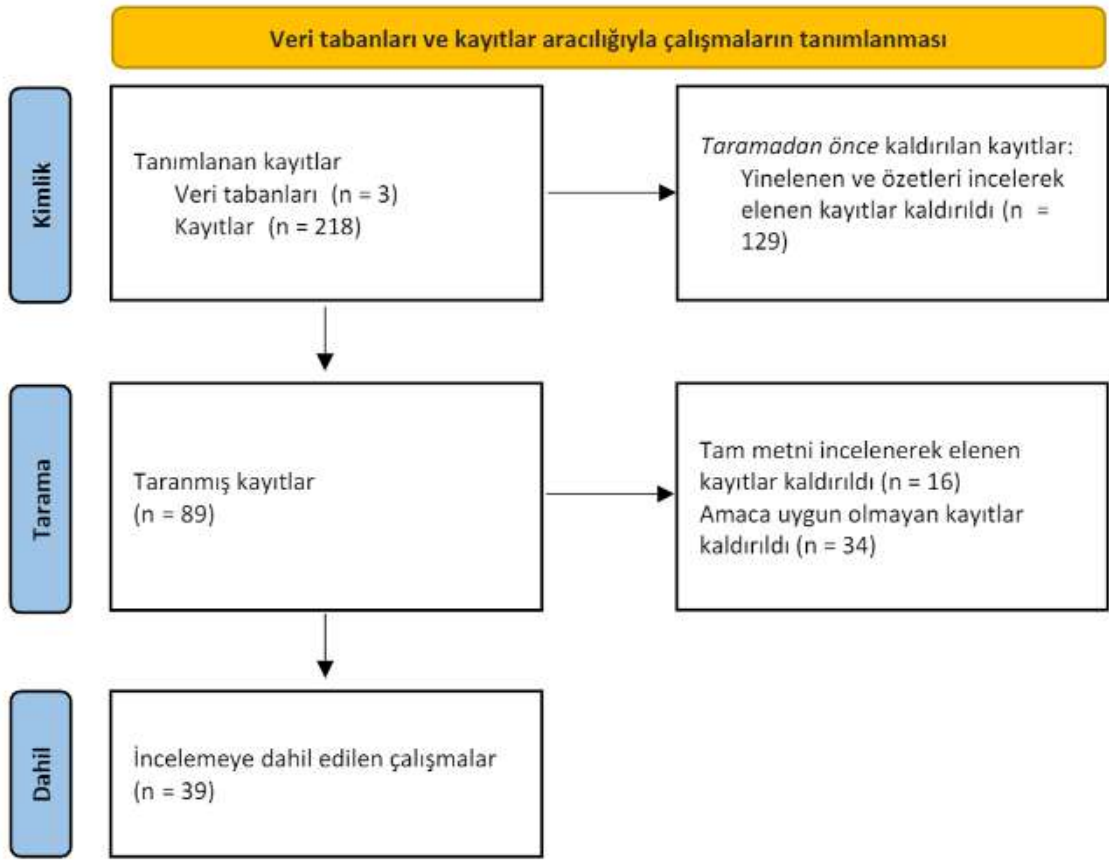 Veri tabanları ve kayıtlar aracılığıyla çalışmaların tanımlanması
Kimlik
Tanımlanan kayıtlar
Veri tabanları (n = 3)
Kayıtlar (n = 218)
Taramadan önce kaldırılan kayıtlar:
Yinelenen ve özetleri incelerek
elenen kayıtlar kaldırıldı (n =
129)
Tarama
Taranmış kayıtlar
(n = 89)
Tam metni incelenerek elenen
kayıtlar kaldırıldı (n = 16)
Amaca uygun olmayan kayıtlar
kaldırıldı (n = 34)
Dahil
İncelemeye dahil edilen çalışmalar
(n = 39)